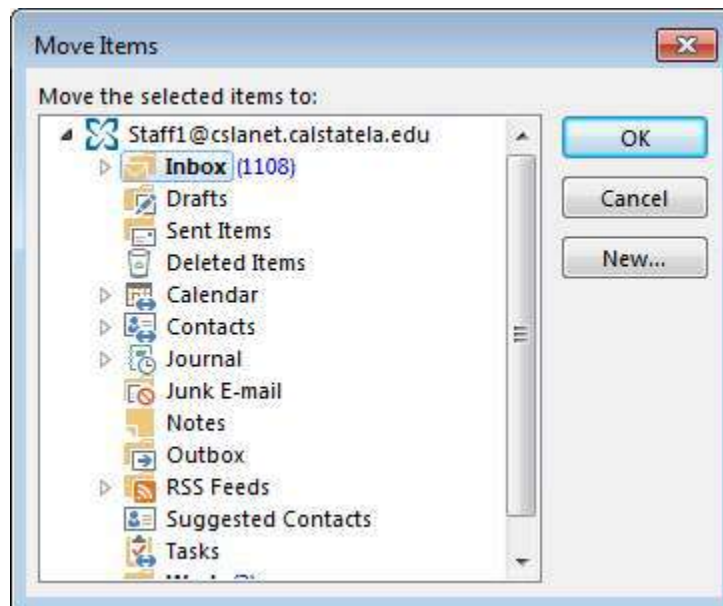 Move Items
Move the selected items to:
Staff1@cslanet.calstatela.edu
Inbox (1108)
Drafts
Sent Items
Deleted Items
Calendar
Contacts
Journal
Junk E-mail
Notes
Outbox
RSS Feeds
Suggested Contacts
Tasks
OK
Cancel
New...